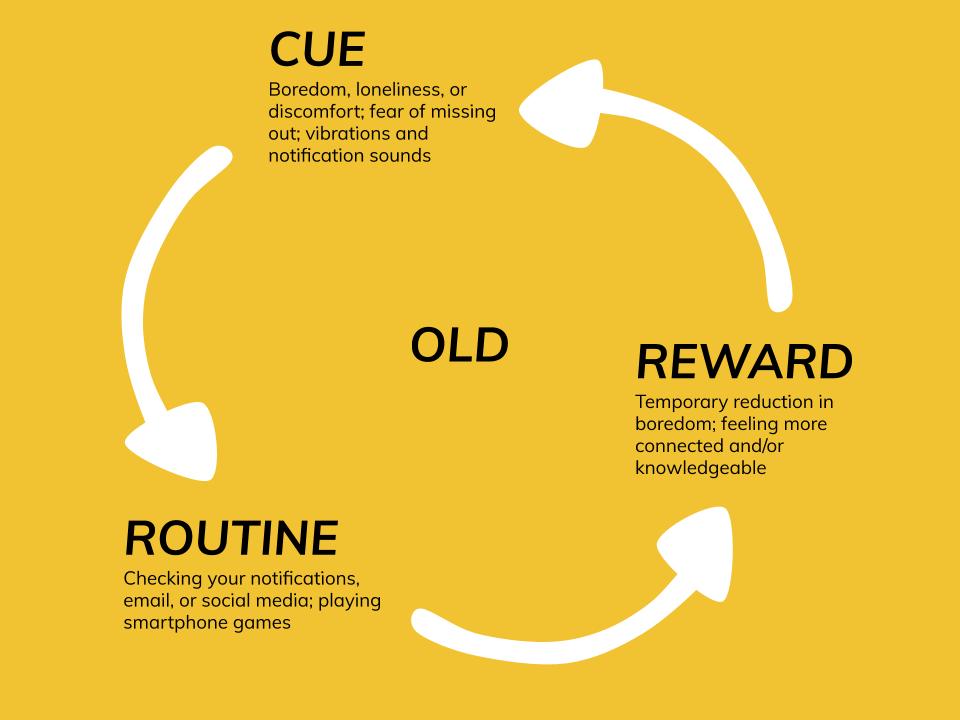 CUE
Boredom, loneliness, or
discomfort; fear of missing
out; vibrations and
notification sounds
OLD
REWARD
Temporary reduction in
boredom; feeling more
connected and/or
knowledgeable
ROUTINE
Checking your notifications,
email, or social media; playing
smartphone games